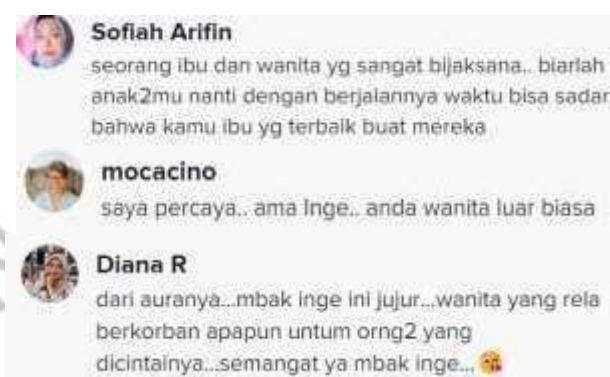 Sofiah Arifin
seorang ibu dan wanita yg sangat bijaksana.. biarlah
anak2mu nanti dengan berjalannya waktu bisa sadar
bahwa kamu ibu yg terbaik buat mereka
mocacino
saya percaya.. ama Inge.. anda wanita luar biasa
Diana R
dari auranya...mbak inge ini jujur...wanita yang rela
berkorban apapun untum orng2 yang
dicintainya...semangat ya mbak inge... 😘